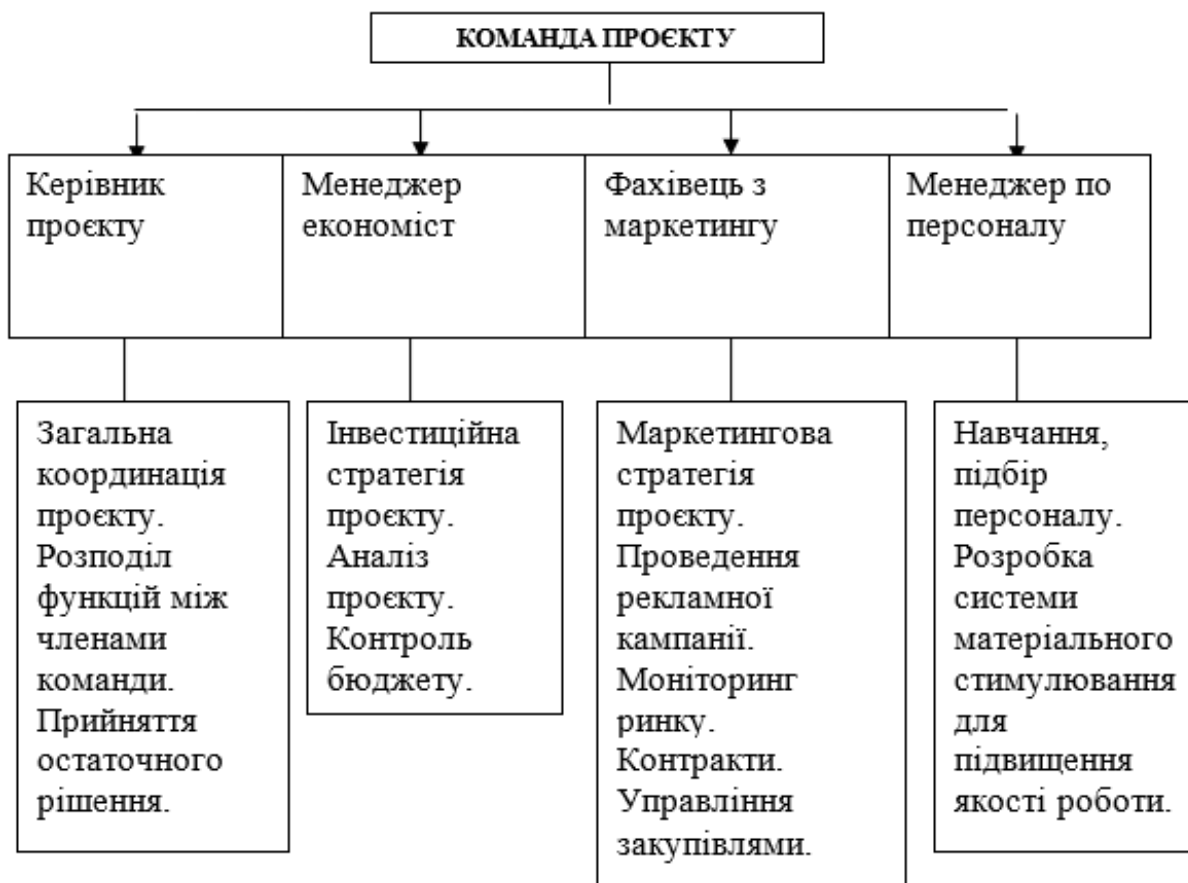 КОМАНДА ПРОЄКТУ
Керівник
проєкту
Менеджер
економіст
Фахівець з
маркетингу
Менеджер по
персоналу
Загальна
координація
проєкту.
Розподіл
функцій між
членами
команди.
Прийняття
остаточного
рішення.
Інвестиційна
стратегія
проєкту.
Аналіз
проєкту.
Контроль
бюджету.
Маркетингова
стратегія
проєкту.
Проведення
рекламної
кампанії.
Моніторинг
ринку.
Контракти.
Управління
закупівлями.
Навчання,
підбір
персоналу.
Розробка
системи
матеріального
стимулювання
для
підвищення
якості роботи.